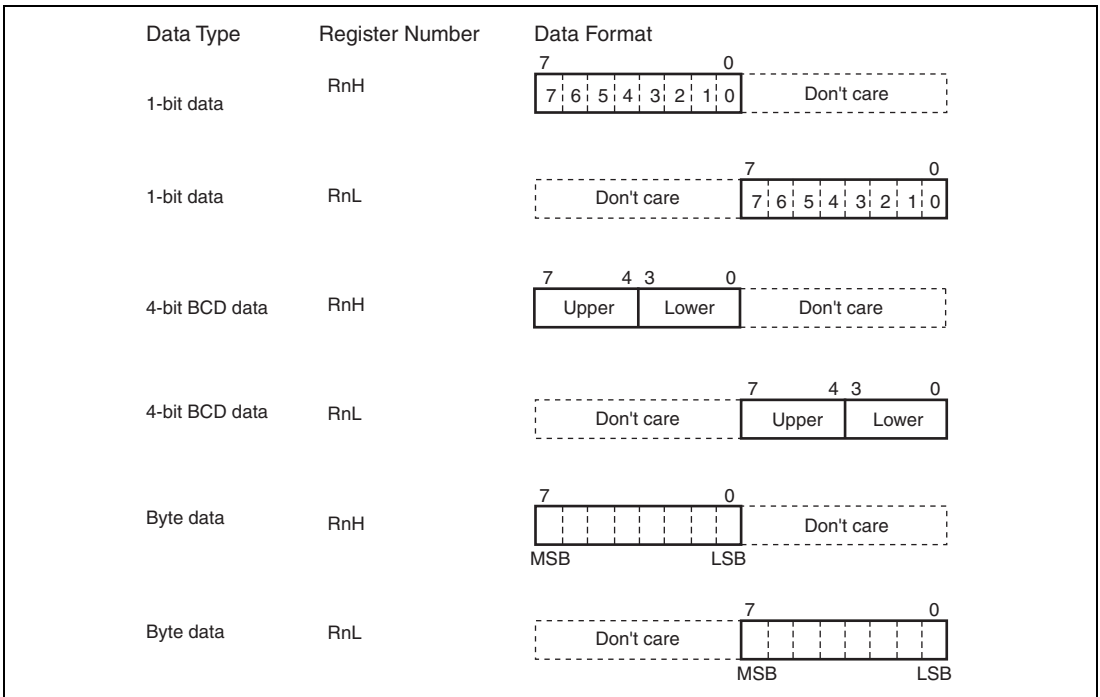 Data Type Register Number Data Format
7 0
1-bit data RnH 7 6 5 4 3 2 1 0 Don't care
7 0
1-bit data RnL Don't care 7 6 5 4 3 2 1 0
7 4 3 0
4-bit BCD data RnH Upper Lower Don't care
7 4 3 0
4-bit BCD data RnL Don't care Upper Lower
7 0
Byte data RnH Don't care
MSB LSB
7 0
Byte data RnL Don't care
MSB LSB